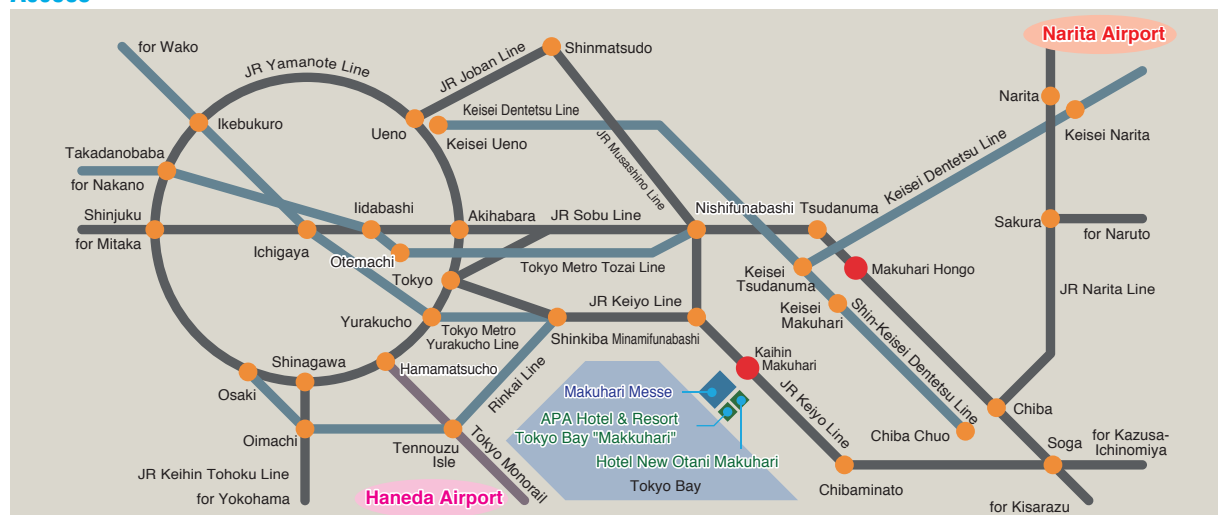 Access
for Wako
JR Yamanote Line
JR Joban Line
Shinmatsudo
Narita Airport
Ikebukuro
Ueno
Keisei Dentetsu Line
Keisei Ueno
JR Musashino Line
Narita
Keisei Narita
Keisei Dentetsu Line
Takadanobaba
for Nakano
Shinjuku
for Mitaka
Iidabashi
Akihabara
JR Sobu Line
Nishifunabashi
Tsudanuma
Sakura
for Naruto
Ichigaya
Otemachi
Tokyo
Tokyo Metro Tozai Line
Keisei
Tsudanuma
Makuhari Hongo
JR Narita Line
Yurakucho
Tokyo Metro
Yurakucho Line
JR Keiyo Line
Shinkiba
Minamifunabashi
Keisei
Makuhari
Shin-Keisei Dentetsu Line
Shinagawa
Hamamatsucho
Osaki
Rinkai Line
Kaihin
Makuhari
JR Keiyo Line
Makuhari Messe
APA Hotel & Resort
Tokyo Bay "Makkuhari"
Hotel New Otani Makuhari
Tokyo Bay
Chiba
Chiba Chuo
Oimachi
Tennouzu
Isle
Tokyo Monorail
Soga
for Kazusa-
Ichinomiya
JR Keihin Tohoku Line
for Yokohama
Haneda Airport
Chibaminato
for Kisarazu